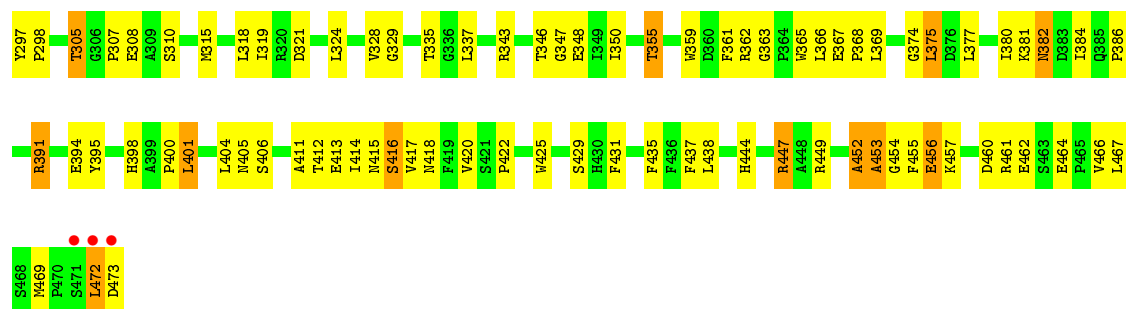 Y297 P298 T305 G306 P307 E308 A309 S310 M315 L318 I319 R320 D321 L324 V328 G329 T335 G336 L337 R343 T346 G347 E348 I349 I350 T355 W359 D360 F361 R362 G363 P364 W365 L366 E367 P368 L369 G374 L375 D376 L377 I380 K381 N382 D383 I384 Q385 P386
R391 E394 Y395 H398 A399 P400 L401 L404 N405 S406 A411 T412 E413 I414 N415 S416 V417 N418 F419 V420 S421 P422 W425 S429 H430 F431 F435 F436 F437 L438 H444 R447 A448 R449 A452 A453 G454 F455 E456 K457 D460 R461 E462 S463 E464 P465 V466 L467
S468 M469 P470 S471 L472 D473